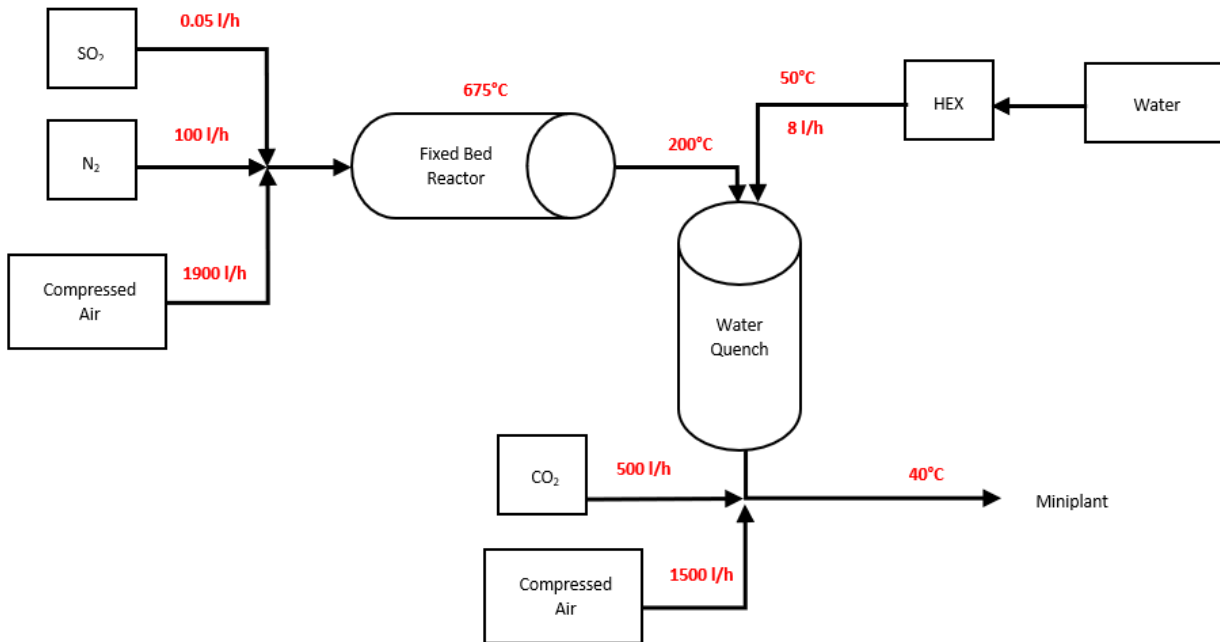 SO₂
0.05 l/h
N₂
100 l/h
Compressed
Air
1900 l/h
675°C
Fixed Bed
Reactor
200°C
50°C
8 l/h
HEX
Water
Water
Quench
CO₂
500 l/h
40°C
Miniplant
Compressed
Air
1500 l/h